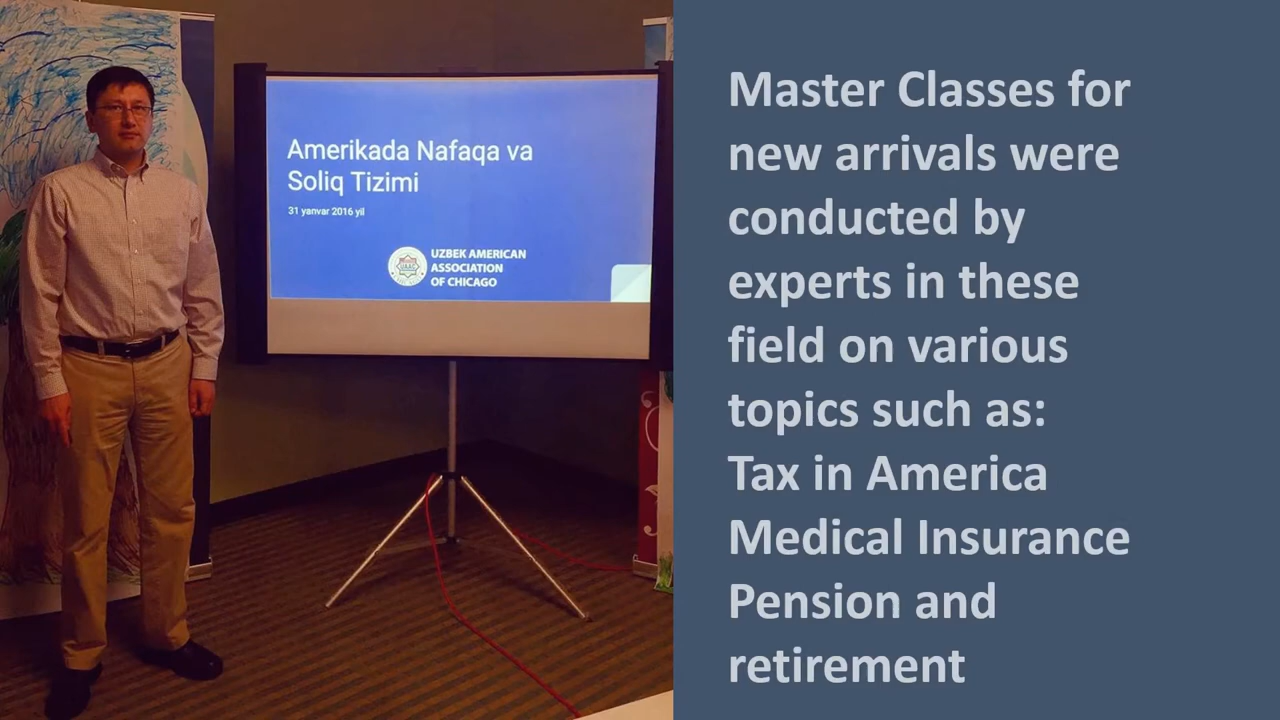 Amerikada Nafaqa va
Soliq Tizimi
31 yanvar 2016 yil
UZBEK AMERICAN
ASSOCIATION
OF CHICAGO
UAAC
Master Classes for
new arrivals were
conducted by
experts in these
field on various
topics such as:
Tax in America
Medical Insurance
Pension and
retirement